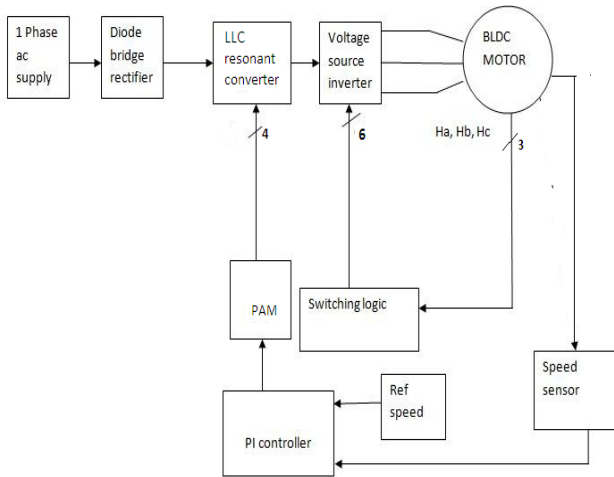 1 Phase
ac
supply
Diode
bridge
rectifier
LLC
resonant
converter
Voltage
source
inverter
BLDC
MOTOR
4
6
Ha, Hb, Hc
3
PAM
Switching logic
Ref
speed
Speed
sensor
PI controller